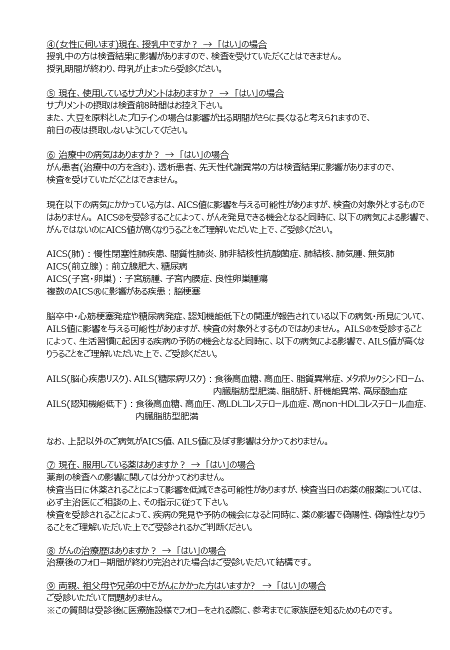 ④(女性に伺います)現在、授乳中ですか？ → 「はい」の場合
授乳中の方は検査結果に影響がありますので、検査を受けていただくことはできません。
授乳期間が終わり、母乳が止まったら受診ください。
⑤ 現在、使用しているサプリメントはありますか？ → 「はい」の場合
サプリメントの摂取は検査前8時間はお控え下さい。
また、大豆を原料としたプロテインの場合は影響が出る期間がさらに長くなると考えられますので、
前日の夜は摂取しないようにしてください。
⑥ 治療中の病気はありますか？ → 「はい」の場合
がん患者(治療中の方を含む)、透析患者、先天性代謝異常の方は検査結果に影響がありますので、
検査を受けていただくことはできません。
現在以下の病気にかかっている方は、AICS値に影響を与える可能性がありますが、検査の対象外とするもので
はありません。AICS®を受診することによって、がんを発見できる機会となると同時に、以下の病気による影響で、
がんではないのにAICS値が高くなりうることをご理解いただいた上で、ご受診ください。
AICS(肺)：慢性閉塞性肺疾患、間質性肺炎、肺非結核性抗酸菌症、肺結核、肺気腫、無気肺
AICS(前立腺)：前立腺肥大、糖尿病
AICS(子宮・卵巣)：子宮筋腫、子宮内膜症、良性卵巣腫瘍
複数のAICS®に影響がある疾患：脳梗塞
脳卒中・心筋梗塞発症や糖尿病発症、認知機能低下との関連が報告されている以下の病気・所見について、
AILS値に影響を与える可能性がありますが、検査の対象外とするものではありません。AILS®を受診すること
によって、生活習慣に起因する疾病の予防の機会となると同時に、以下の病気による影響で、AILS値が高くな
りうることをご理解いただいた上で、ご受診ください。
AILS(脳心疾患リスク)、AILS(糖尿病リスク)：食後高血糖、高血圧、脂質異常症、メタボリックシンドローム、
内臓脂肪型肥満、脂肪肝、肝機能異常、高尿酸血症
AILS(認知機能低下)：食後高血糖、高血圧、高LDLコレステロール血症、高non-HDLコレステロール血症、
内臓脂肪型肥満
なお、上記以外のご病気がAICS値、AILS値に及ぼす影響は分かっておりません。
⑦ 現在、服用している薬はありますか？ → 「はい」の場合
薬剤の検査への影響に関しては分かっておりません。
検査当日に休薬されることによって影響を低減できる可能性がありますが、検査当日のお薬の服薬については、
必ず主治医にご相談の上、その指示に従って下さい。
検査を受診されることによって、疾病の発見や予防の機会になると同時に、薬の影響で偽陽性、偽陰性となりう
ることをご理解いただいた上でご受診されるかご判断ください。
⑧ がんの治療歴はありますか？ → 「はい」の場合
治療後のフォロー期間が終わり完治された場合はご受診いただいて結構です。
⑨ 両親、祖父母や兄弟の中でがんにかかった方はいますか？ → 「はい」の場合
ご受診いただいて問題ありません。
※この質問は受診後に医療施設様でフォローをされる際に、参考までに家族歴を知るためのものです。